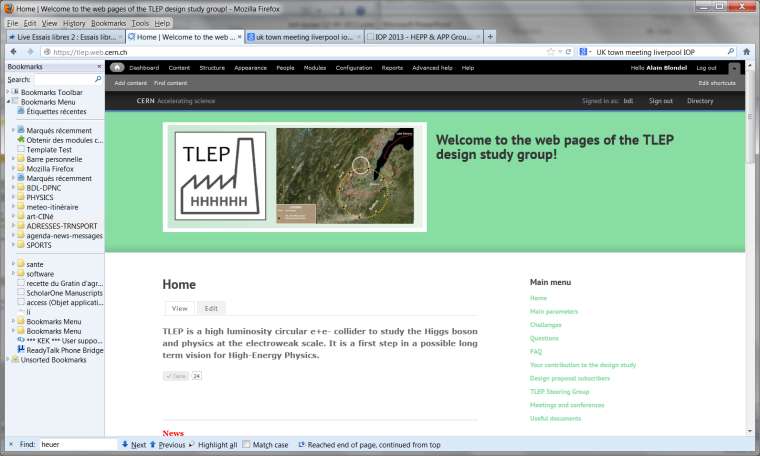 Home | Welcome to the web pages of the TLEP design study group! - Mozilla Firefox
File Edit View History Bookmarks Tools Help
Live Essais libres 2 : Essais libr... Home | Welcome to the web ... uk town meeting liverpool io... IOP 2013 - HEPP & APP Grou...
https://tlep.web.cern.ch UK town meeting liverpool IOP
Bookmarks
Search:
Bookmarks Toolbar
Bookmarks Menu
Étiquettes récentes
Marqués récemment
Obtenir des modules c...
Template Test
Barre personnelle
Mozilla Firefox
Marqués récemment
BDL-DPNC
PHYSICS
meteo-itinéraire
art-CINé
ADRESSES-TRNSPORT
agenda-news-messages
SPORTS
sante
software
recette du Gratin d'agr...
ScholarOne Manuscripts
access (Objet applicati...
li
Bookmarks Menu
Bookmarks Menu
*** KEK *** User suppo...
ReadyTalk Phone Bridge
Unsorted Bookmarks
Dashboard Content Structure Appearance People Modules Configuration Reports Advanced help Help Hello Alain Blondel Log out
Add content Find content Edit shortcuts
CERN Accelerating science Signed in as: bdl Sign out Directory
TLEP
HHHHHH
Welcome to the web pages of the TLEP
design study group!
Home
View Edit
TLEP is a high luminosity circular e+e- collider to study the Higgs boson
and physics at the electroweak scale. It is a first step in a possible long
term vision for High-Energy Physics.
24
News
Main menu
Home
Main parameters
Challenges
Questions
FAQ
Your contribution to the design study
Design proposal subscribers
TLEP Steering Group
Meetings and conferences
Useful documents
Find: heuer Next Previous Highlight all Match case Reached end of page, continued from top